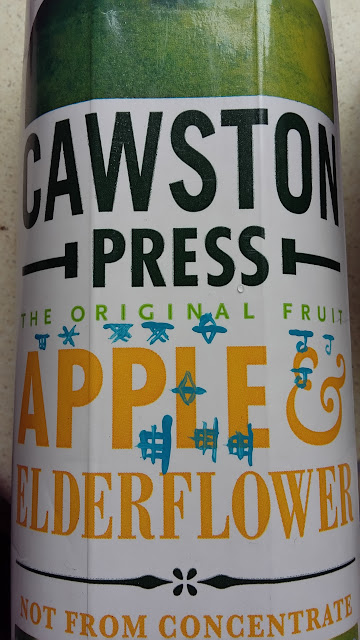 CAWSTON
PRESS
THE ORIGINAL FRUIT
APPLE &
ELDERFLOWER
NOT FROM CONCENTRATE